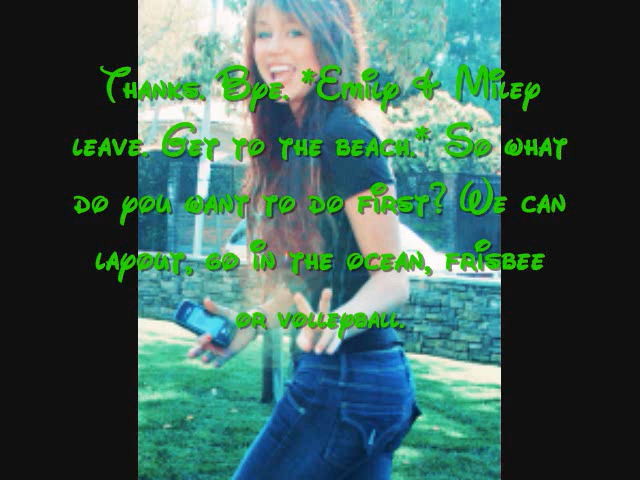 Thanks. Bye. *Emily & Miley
leave. Get to the beach.* So what
do you want to do first? We can
layout, go in the ocean, frisbee
or volleyball.